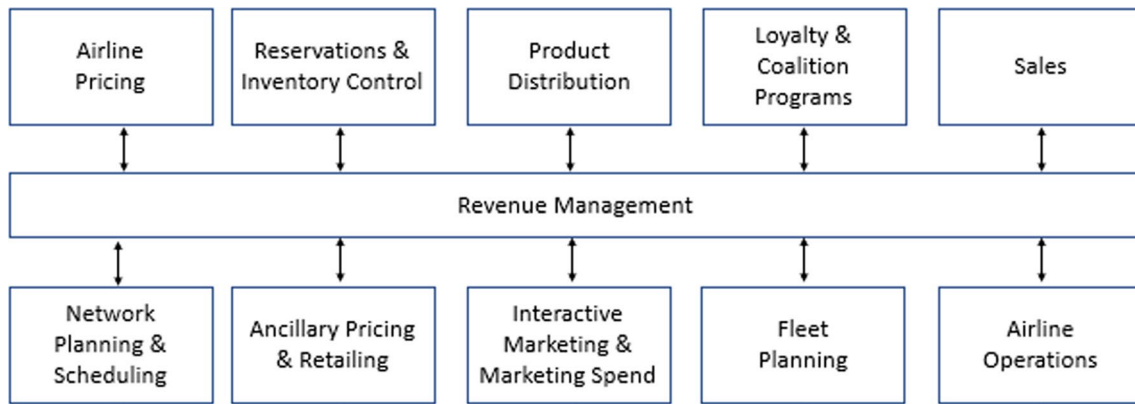 Airline
Pricing
Reservations &
Inventory Control
Product
Distribution
Loyalty &
Coalition
Programs
Sales
Revenue Management
Network
Planning &
Scheduling
Ancillary Pricing
& Retailing
Interactive
Marketing &
Marketing Spend
Fleet
Planning
Airline
Operations